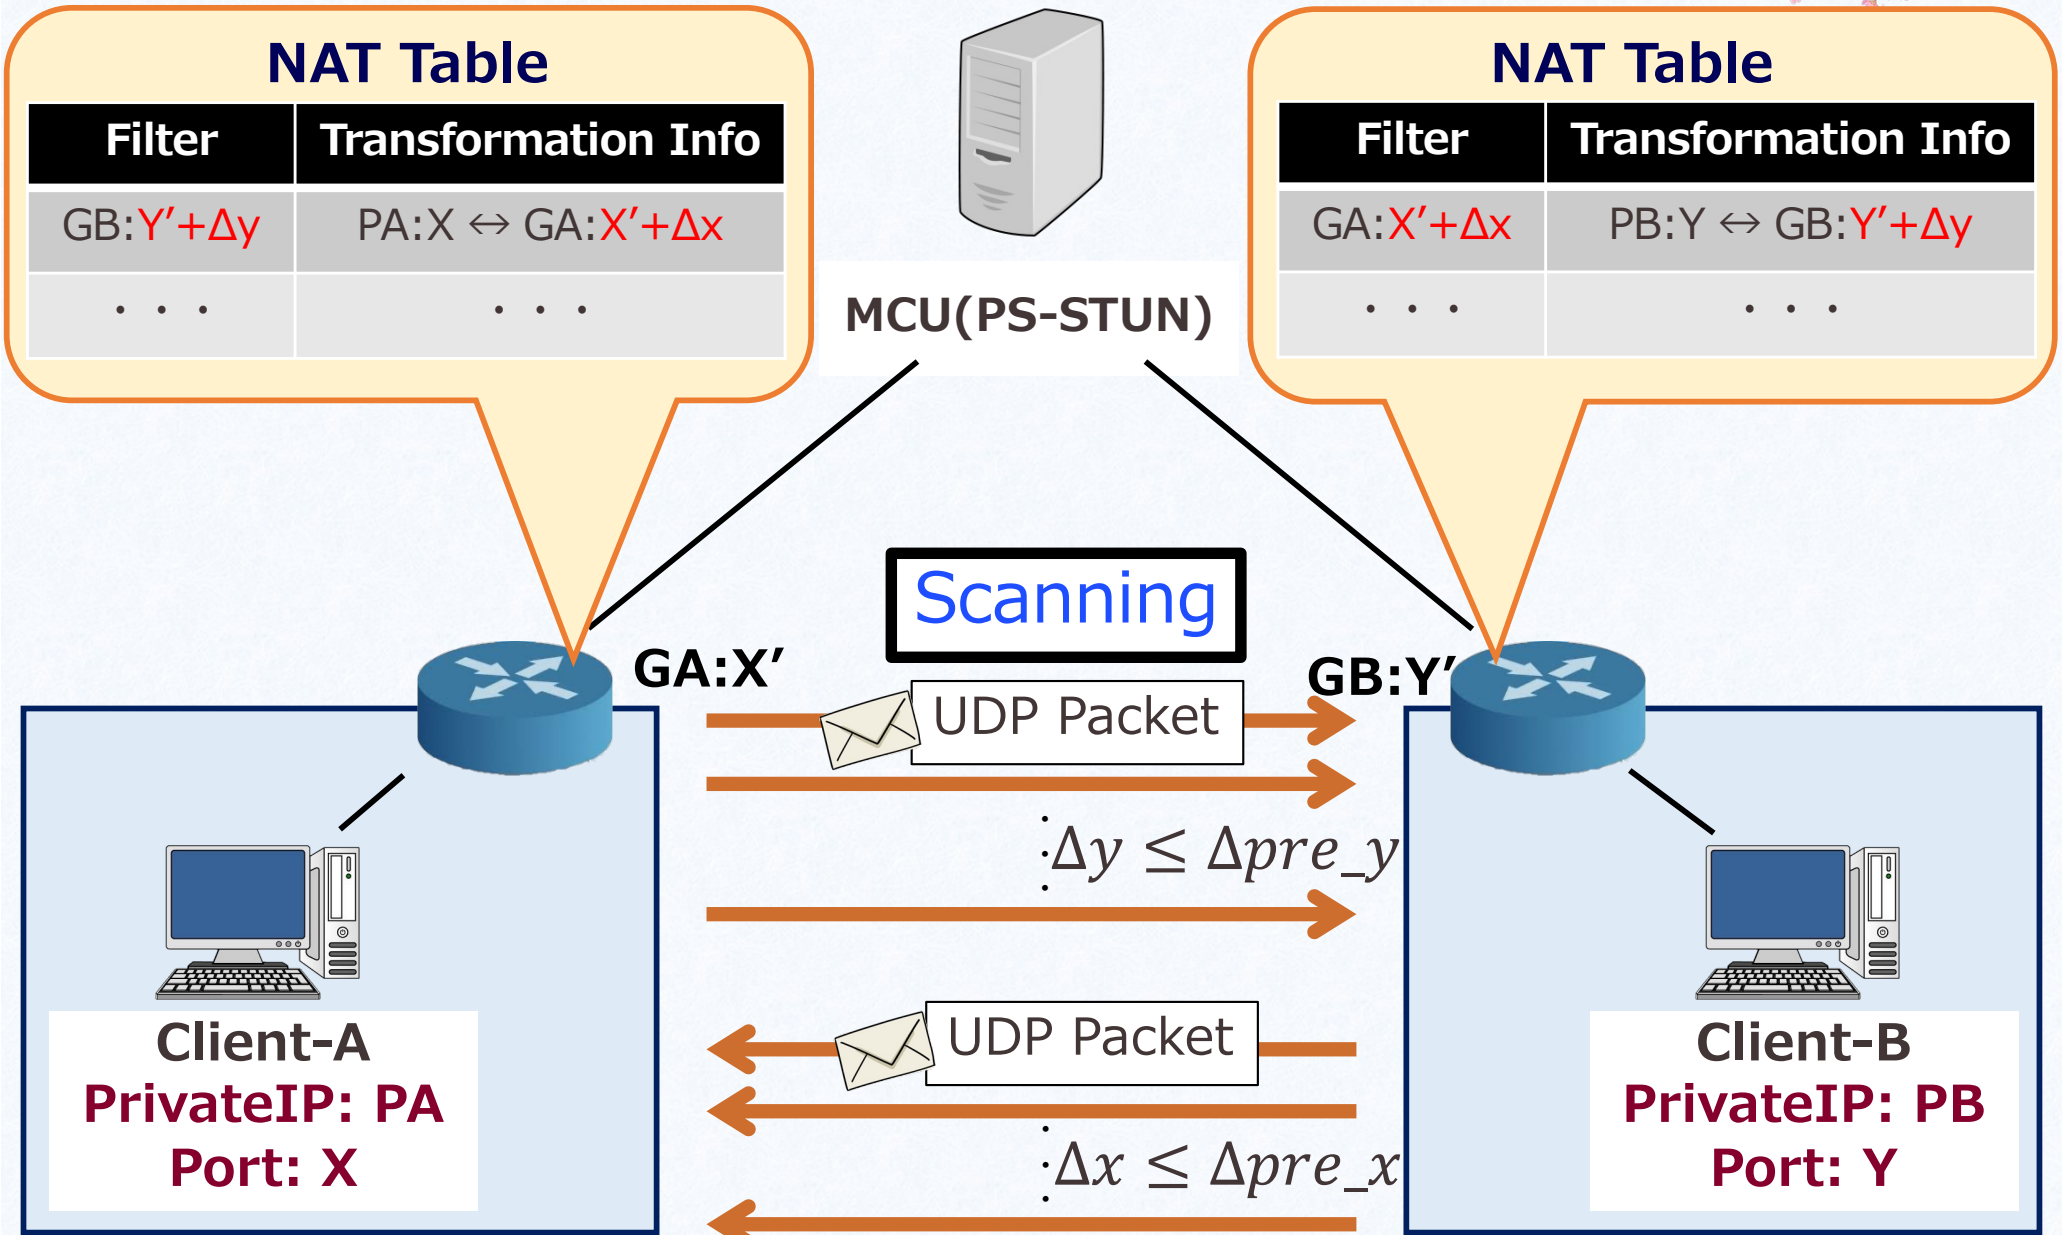 NAT Table
Filter Transformation Info
GB:Y′+Δy PA:X ↔ GA:X′+Δx
・・・ ・・・
NAT Table
Filter Transformation Info
GA:X′+Δx PB:Y ↔ GB:Y′+Δy
・・・ ・・・
MCU(PS-STUN)
Scanning
GA:X′
GB:Y′
UDP Packet
Δy ≤ Δpre_y
UDP Packet
Δx ≤ Δpre_x
Client-A
PrivateIP: PA
Port: X
Client-B
PrivateIP: PB
Port: Y